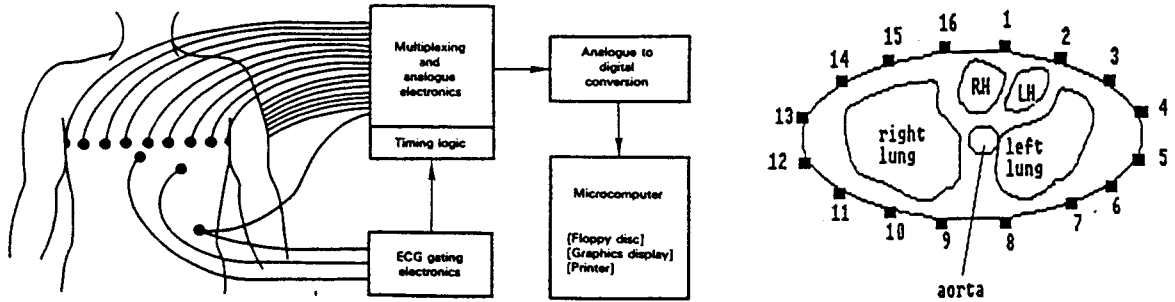 Multiplexing
and
analogue
electronics
Timing logic
Analogue to
digital
conversion
Microcomputer
[Floppy disc]
[Graphics display]
[Printer]
ECG gating
electronics
1
2
3
4
5
6
7
8
9
10
11
12
13
14
15
16
RH
LH
right
lung
left
lung
aorta